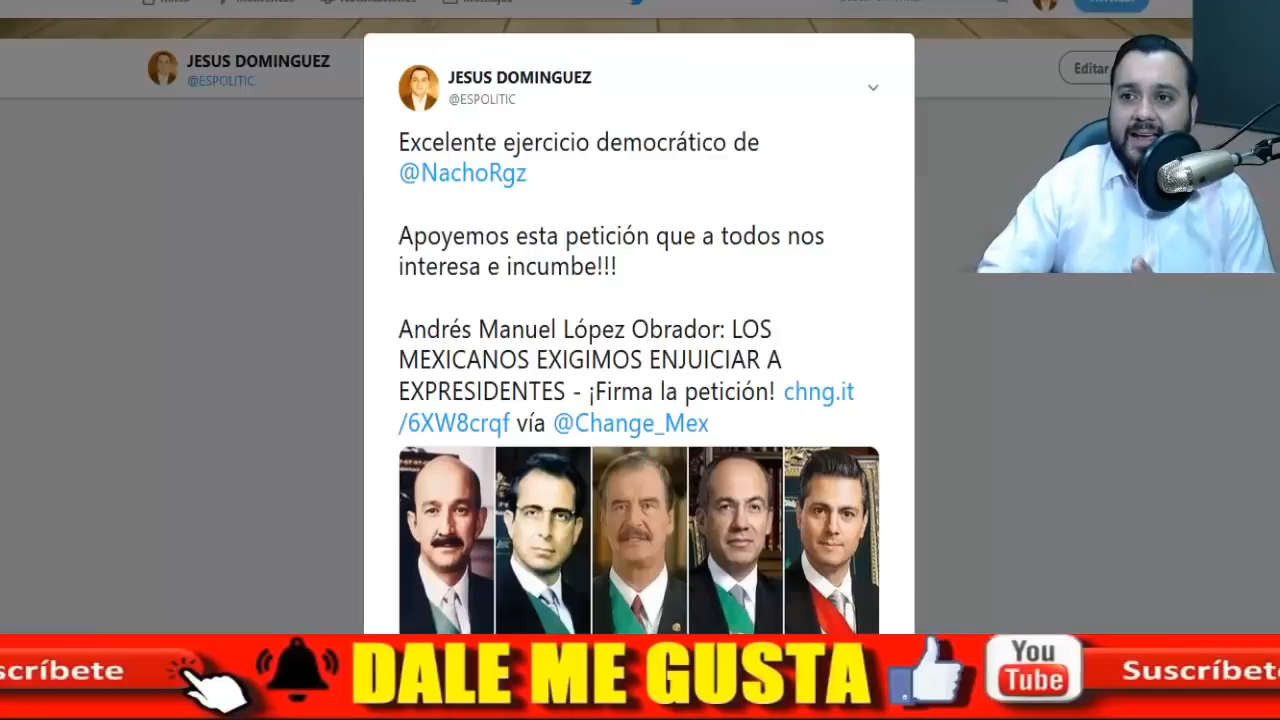 JESUS DOMINGUEZ
@ESPOLITIC
Editar
JESUS DOMINGUEZ
@ESPOLITIC
Excelente ejercicio democrático de
@NachoRgz
Apoyemos esta petición que a todos nos
interesa e incumbe!!!
Andrés Manuel López Obrador: LOS
MEXICANOS EXIGIMOS ENJUICIAR A
EXPRESIDENTES - ¡Firma la petición! chng.it
/6XW8crqf vía @Change_Mex
scríbete
DALE ME GUSTA
You
Tube
Suscríbete